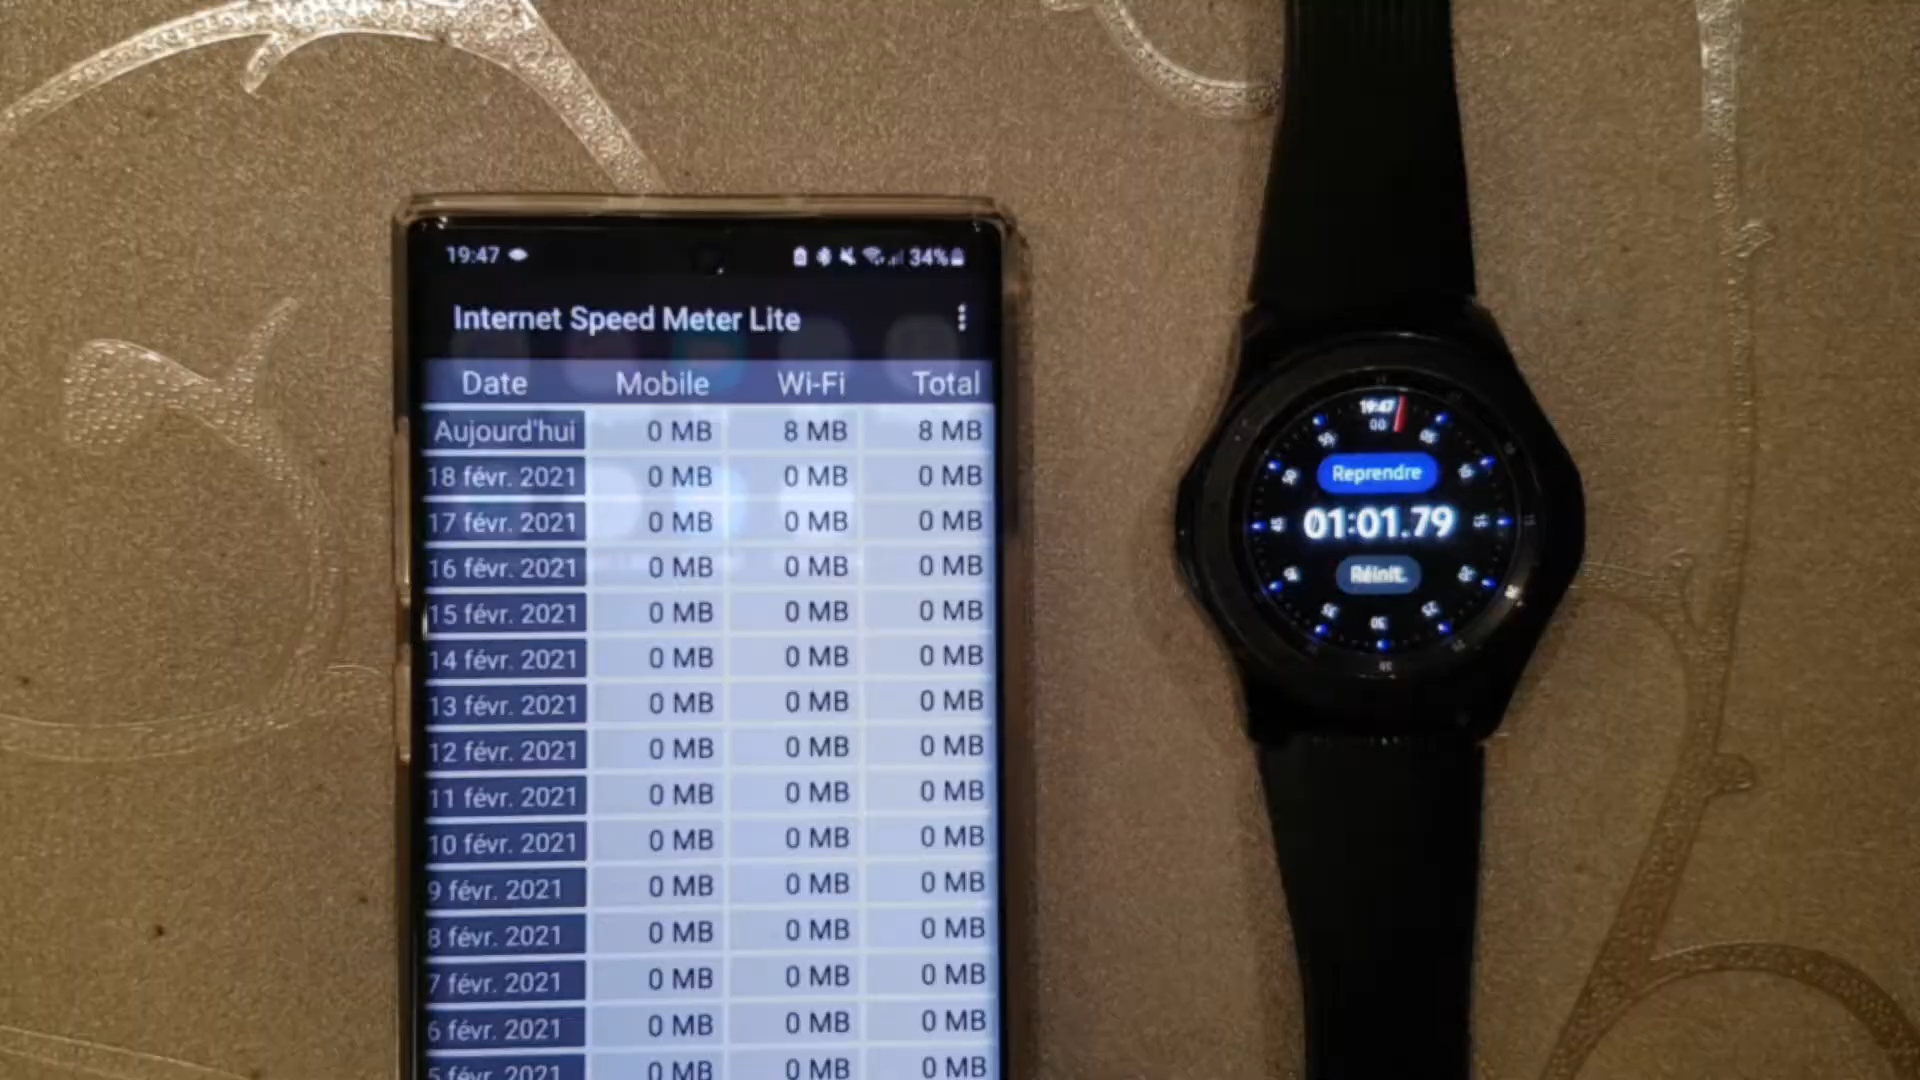 19:47
34%
Internet Speed Meter Lite
Date Mobile Wi-Fi Total
Aujourd'hui 0 MB 8 MB 8 MB
18 févr. 2021 0 MB 0 MB 0 MB
17 févr. 2021 0 MB 0 MB 0 MB
16 févr. 2021 0 MB 0 MB 0 MB
15 févr. 2021 0 MB 0 MB 0 MB
14 févr. 2021 0 MB 0 MB 0 MB
13 févr. 2021 0 MB 0 MB 0 MB
12 févr. 2021 0 MB 0 MB 0 MB
11 févr. 2021 0 MB 0 MB 0 MB
10 févr. 2021 0 MB 0 MB 0 MB
9 févr. 2021 0 MB 0 MB 0 MB
8 févr. 2021 0 MB 0 MB 0 MB
7 févr. 2021 0 MB 0 MB 0 MB
6 févr. 2021 0 MB 0 MB 0 MB
5 févr. 2021 0 MB 0 MB 0 MB
19:47
00
Reprendre
01:01.79
Réinit.